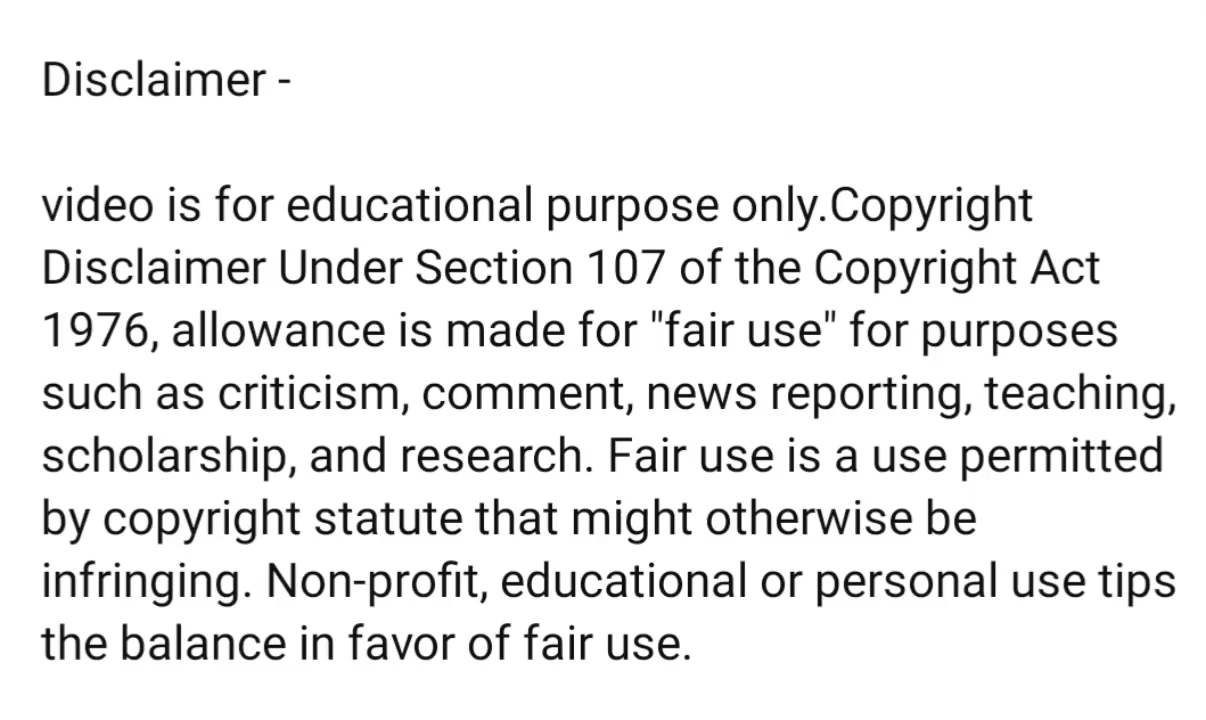 Disclaimer -
video is for educational purpose only.Copyright
Disclaimer Under Section 107 of the Copyright Act
1976, allowance is made for "fair use" for purposes
such as criticism, comment, news reporting, teaching,
scholarship, and research. Fair use is a use permitted
by copyright statute that might otherwise be
infringing. Non-profit, educational or personal use tips
the balance in favor of fair use.